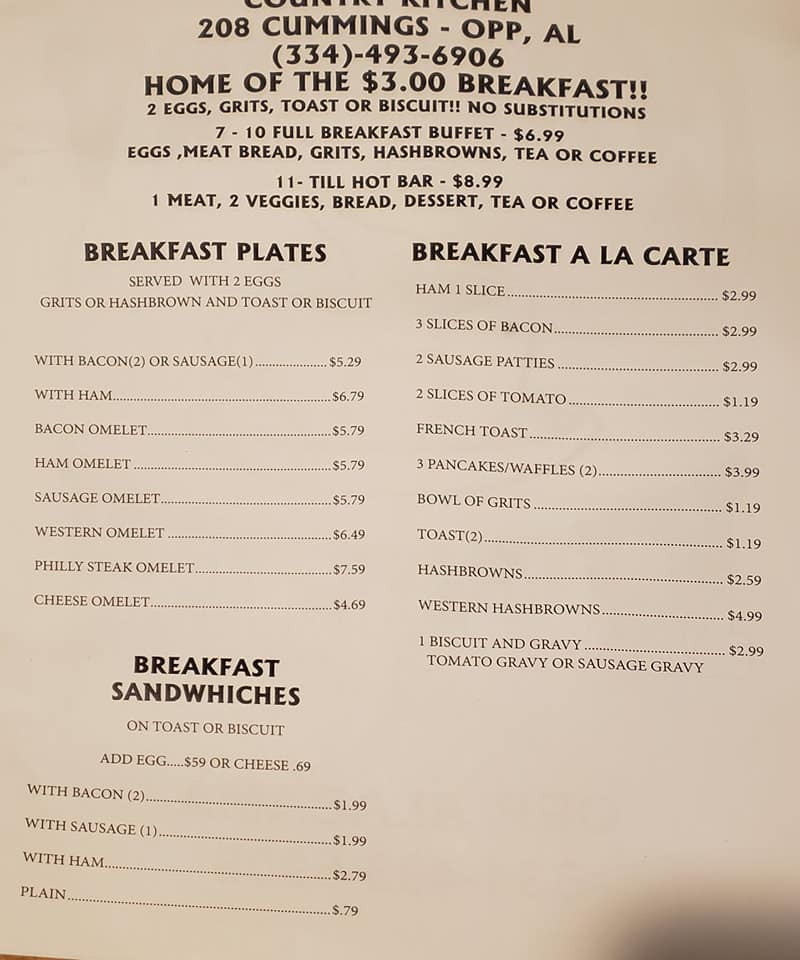 COUNTRY KITCHEN
208 CUMMINGS - OPP, AL
(334)-493-6906
HOME OF THE $3.00 BREAKFAST!!
2 EGGS, GRITS, TOAST OR BISCUIT!! NO SUBSTITUTIONS
7 - 10 FULL BREAKFAST BUFFET - $6.99
EGGS ,MEAT BREAD, GRITS, HASHBROWNS, TEA OR COFFEE
11- TILL HOT BAR - $8.99
1 MEAT, 2 VEGGIES, BREAD, DESSERT, TEA OR COFFEE
BREAKFAST PLATES
SERVED WITH 2 EGGS
GRITS OR HASHBROWN AND TOAST OR BISCUIT
WITH BACON(2) OR SAUSAGE(1).....................$5.29
WITH HAM.....................$6.79
BACON OMELET.....................$5.79
HAM OMELET.....................$5.79
SAUSAGE OMELET.....................$5.79
WESTERN OMELET.....................$6.49
PHILLY STEAK OMELET.....................$7.59
CHEESE OMELET.....................$4.69
BREAKFAST
SANDWHICHES
ON TOAST OR BISCUIT
ADD EGG.....$59 OR CHEESE .69
WITH BACON (2).....................$1.99
WITH SAUSAGE (1).....................$1.99
WITH HAM.....................$2.79
PLAIN.....................$.79
BREAKFAST A LA CARTE
HAM 1 SLICE.....................$2.99
3 SLICES OF BACON.....................$2.99
2 SAUSAGE PATTIES.....................$2.99
2 SLICES OF TOMATO.....................$1.19
FRENCH TOAST.....................$3.29
3 PANCAKES/WAFFLES (2).....................$3.99
BOWL OF GRITS.....................$1.19
TOAST(2).....................$1.19
HASHBROWNS.....................$2.59
WESTERN HASHBROWNS.....................$4.99
1 BISCUIT AND GRAVY.....................$2.99
TOMATO GRAVY OR SAUSAGE GRAVY